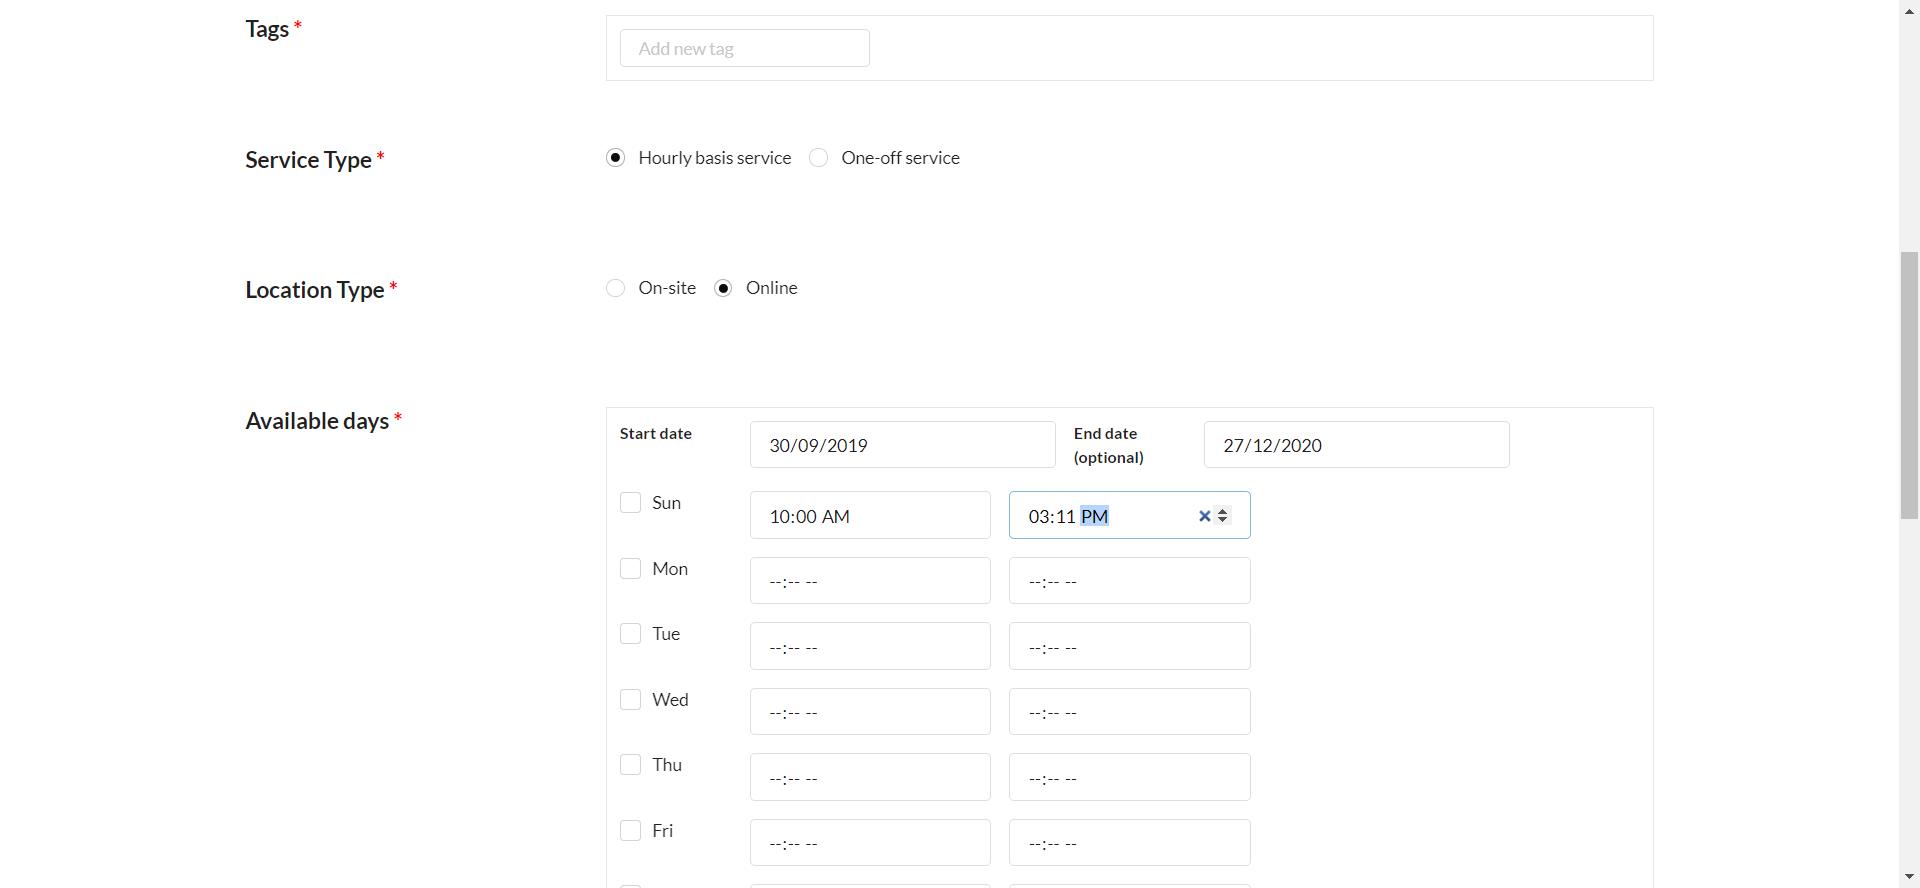 Tags *
Add new tag
Service Type *
Hourly basis service One-off service
Location Type *
On-site Online
Available days *
Start date 30/09/2019 End date (optional) 27/12/2020
Sun 10:00 AM 03:11 PM
Mon --:-- -- --:-- --
Tue --:-- -- --:-- --
Wed --:-- -- --:-- --
Thu --:-- -- --:-- --
Fri --:-- -- --:-- --